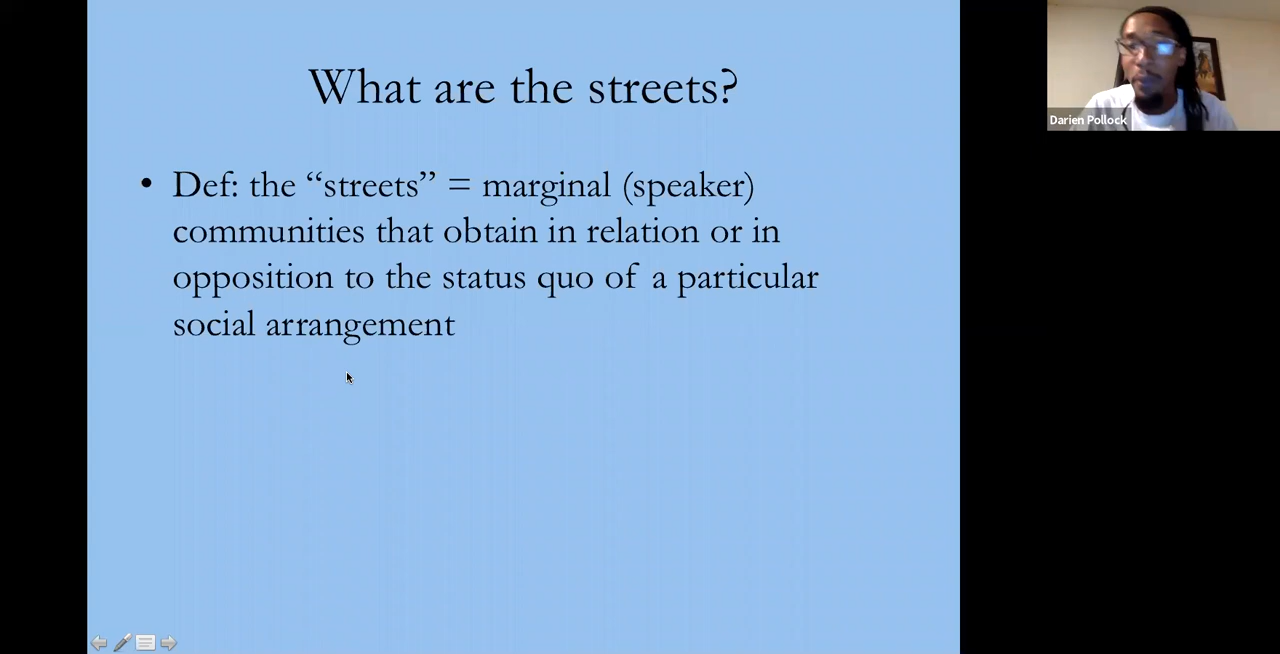 What are the streets?
• Def: the “streets” = marginal (speaker)
communities that obtain in relation or in
opposition to the status quo of a particular
social arrangement
Darien Pollock